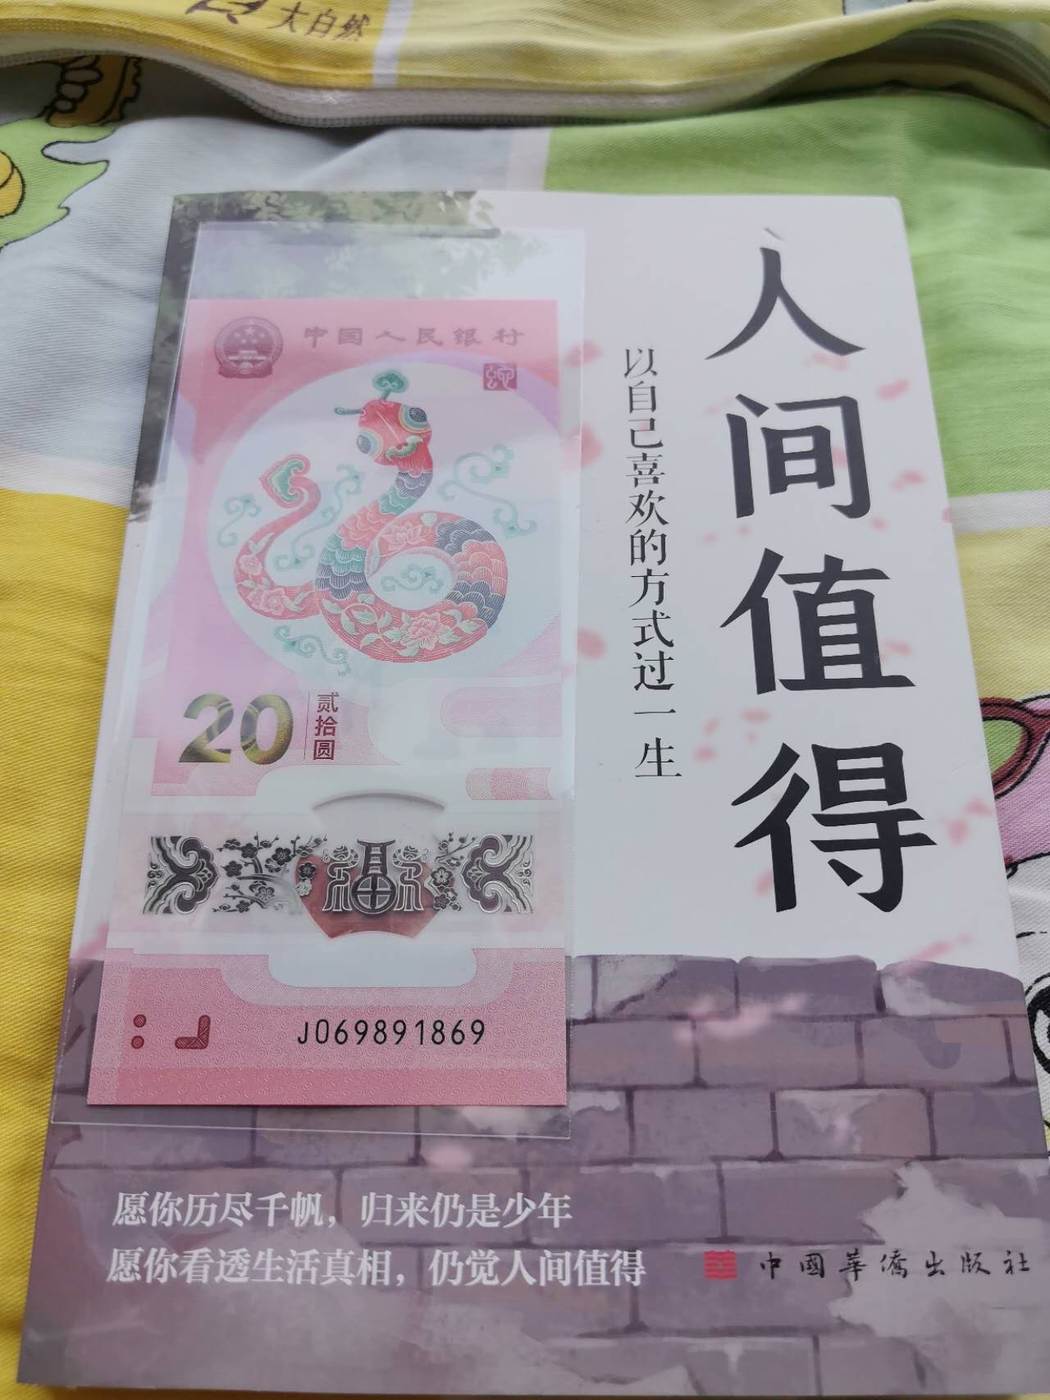 大自然
中国人民银行
20
贰拾圆
福
J069891869
人间值得
以自己喜欢的方式过一生
愿你历尽千帆，归来仍是少年
愿你看透生活真相，仍觉人间值得
中國華僑出版社